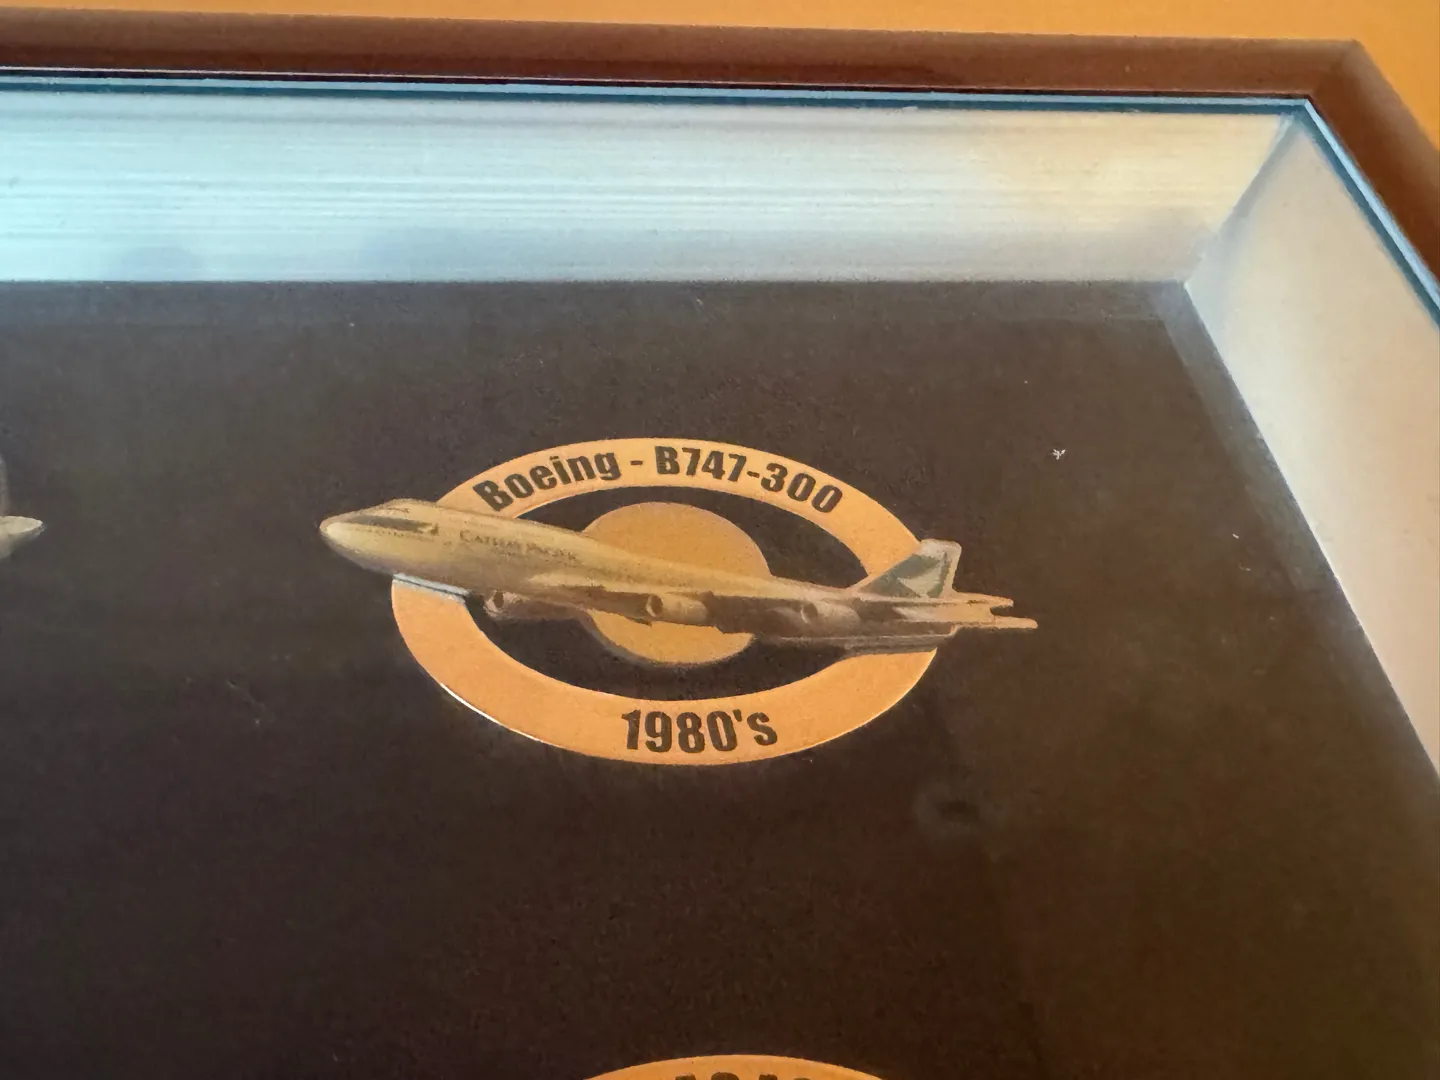 Boeing - B747-300
CATHAY PACIFIC
1980's